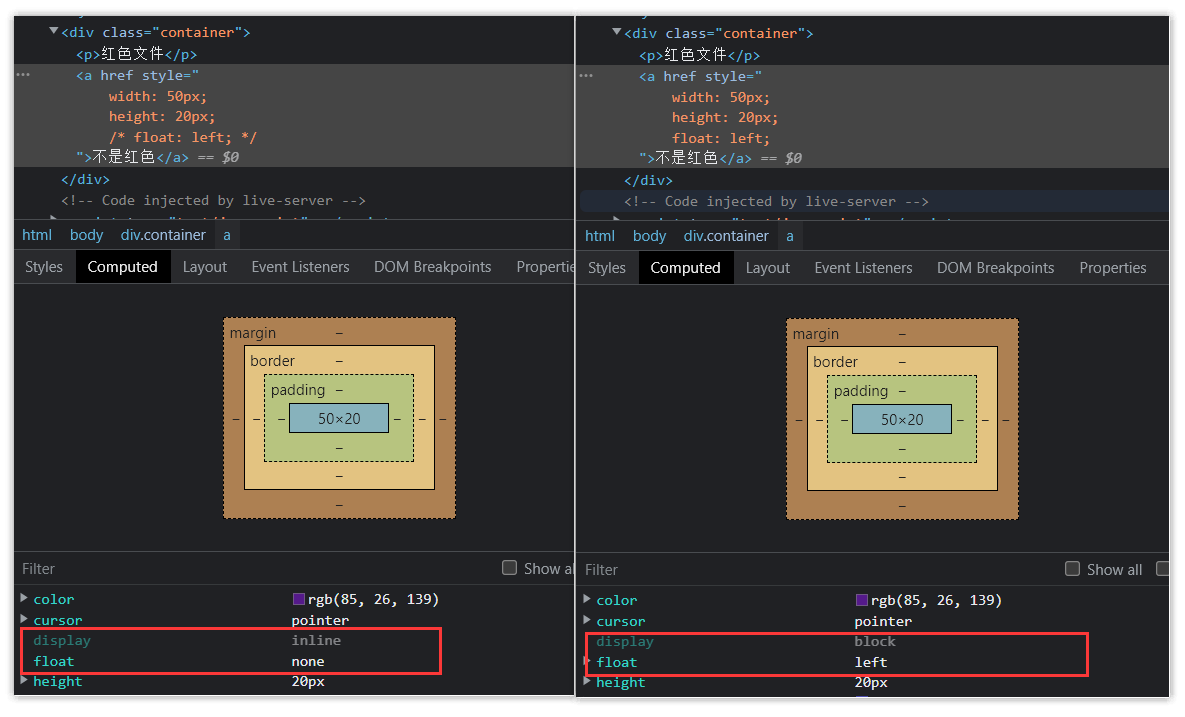 <div class="container">
<p>红色文件</p>
<a href style="
width: 50px;
height: 20px;
/* float: left; */
">不是红色</a> == $0
</div>
<!-- Code injected by live-server -->
html body div.container a
Styles Computed Layout Event Listeners DOM Breakpoints Propertie
margin –
border –
padding –
– – – 50×20 – – –
–
–
–
Filter Show al
color rgb(85, 26, 139)
cursor pointer
display inline
float none
height 20px
<div class="container">
<p>红色文件</p>
<a href style="
width: 50px;
height: 20px;
float: left;
">不是红色</a> == $0
</div>
<!-- Code injected by live-server -->
html body div.container a
Styles Computed Layout Event Listeners DOM Breakpoints Properties
margin –
border –
padding –
– – – 50×20 – – –
–
–
–
Filter Show all
color rgb(85, 26, 139)
cursor pointer
display block
float left
height 20px